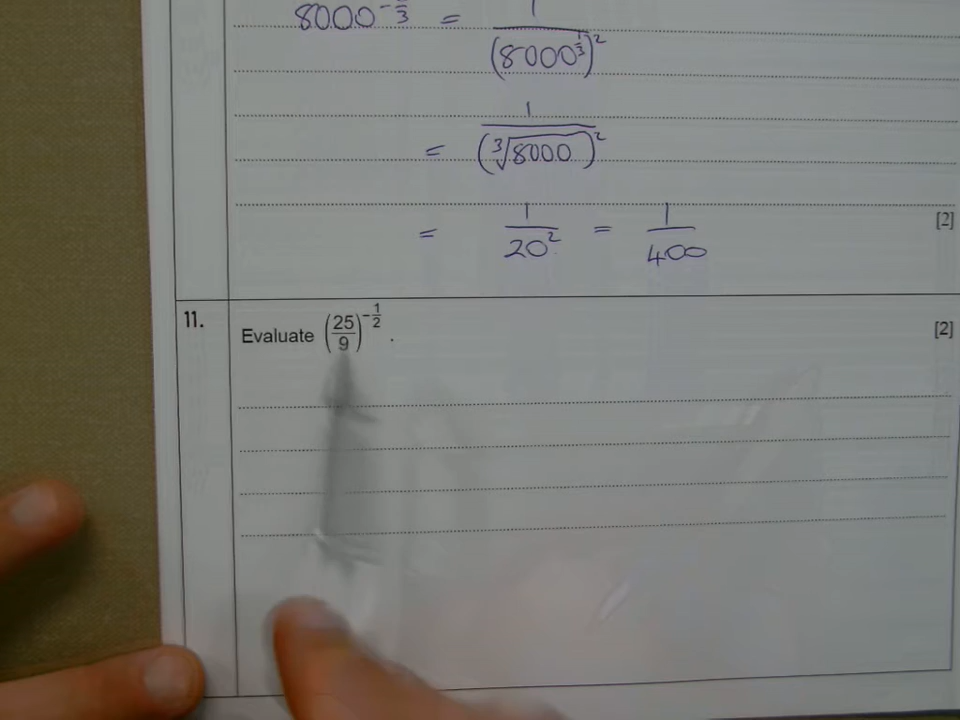 8000^(-2/3) = 1/(8000^(1/3))^2
= 1/(∛8000)^2
= 1/20^2 = 1/400
[2]
11. Evaluate (25/9)^(-1/2) . [2]